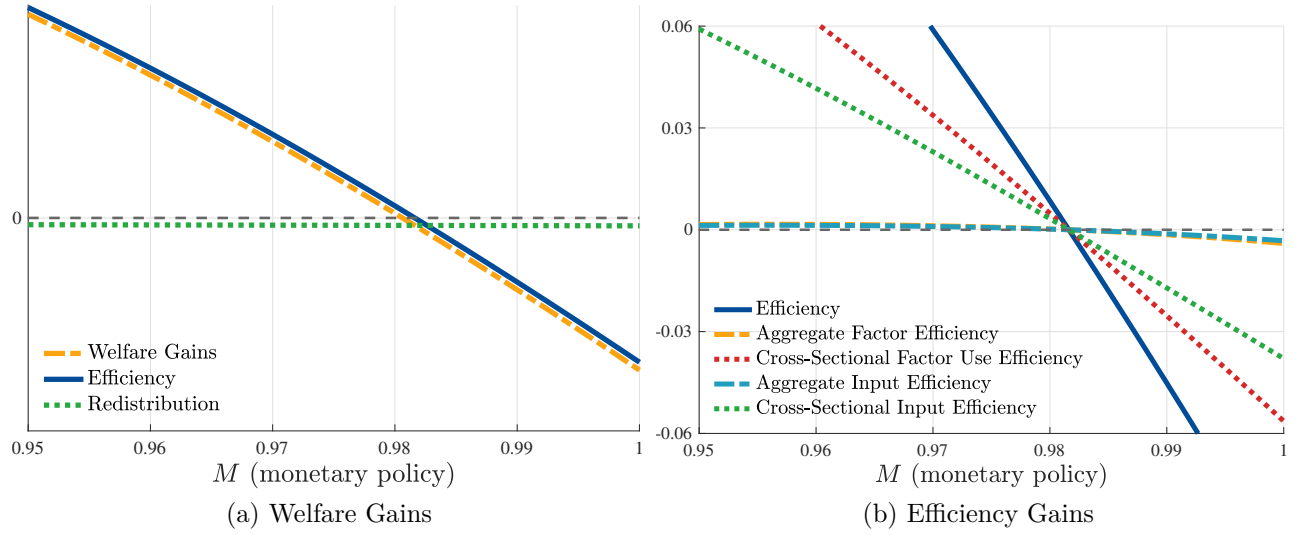 0
Welfare Gains
Efficiency
Redistribution
0.95
0.96
0.97
0.98
0.99
1
M (monetary policy)
(a) Welfare Gains
0.06
0.03
0
-0.03
-0.06
Efficiency
Aggregate Factor Efficiency
Cross-Sectional Factor Use Efficiency
Aggregate Input Efficiency
Cross-Sectional Input Efficiency
0.95
0.96
0.97
0.98
0.99
1
M (monetary policy)
(b) Efficiency Gains